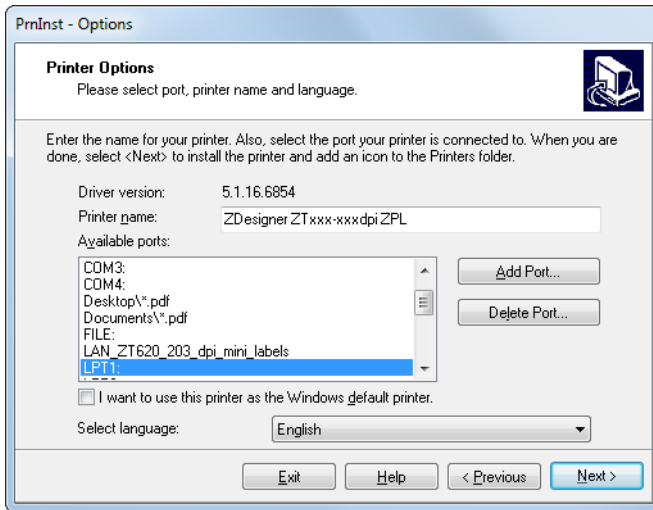 PrnInst - Options
Printer Options
Please select port, printer name and language.
Enter the name for your printer. Also, select the port your printer is connected to. When you are
done, select <Next> to install the printer and add an icon to the Printers folder.
Driver version: 5.1.16.6854
Printer name: ZDesigner ZTxxx-xxxdpi ZPL
Available ports:
COM3:
COM4:
Desktop\*.pdf
Add Port...
Documents\*.pdf
FILE:
Delete Port...
LAN_ZT620_203_dpi_mini_labels
LPT1:
I want to use this printer as the Windows default printer.
Select language: English
Exit Help < Previous Next >